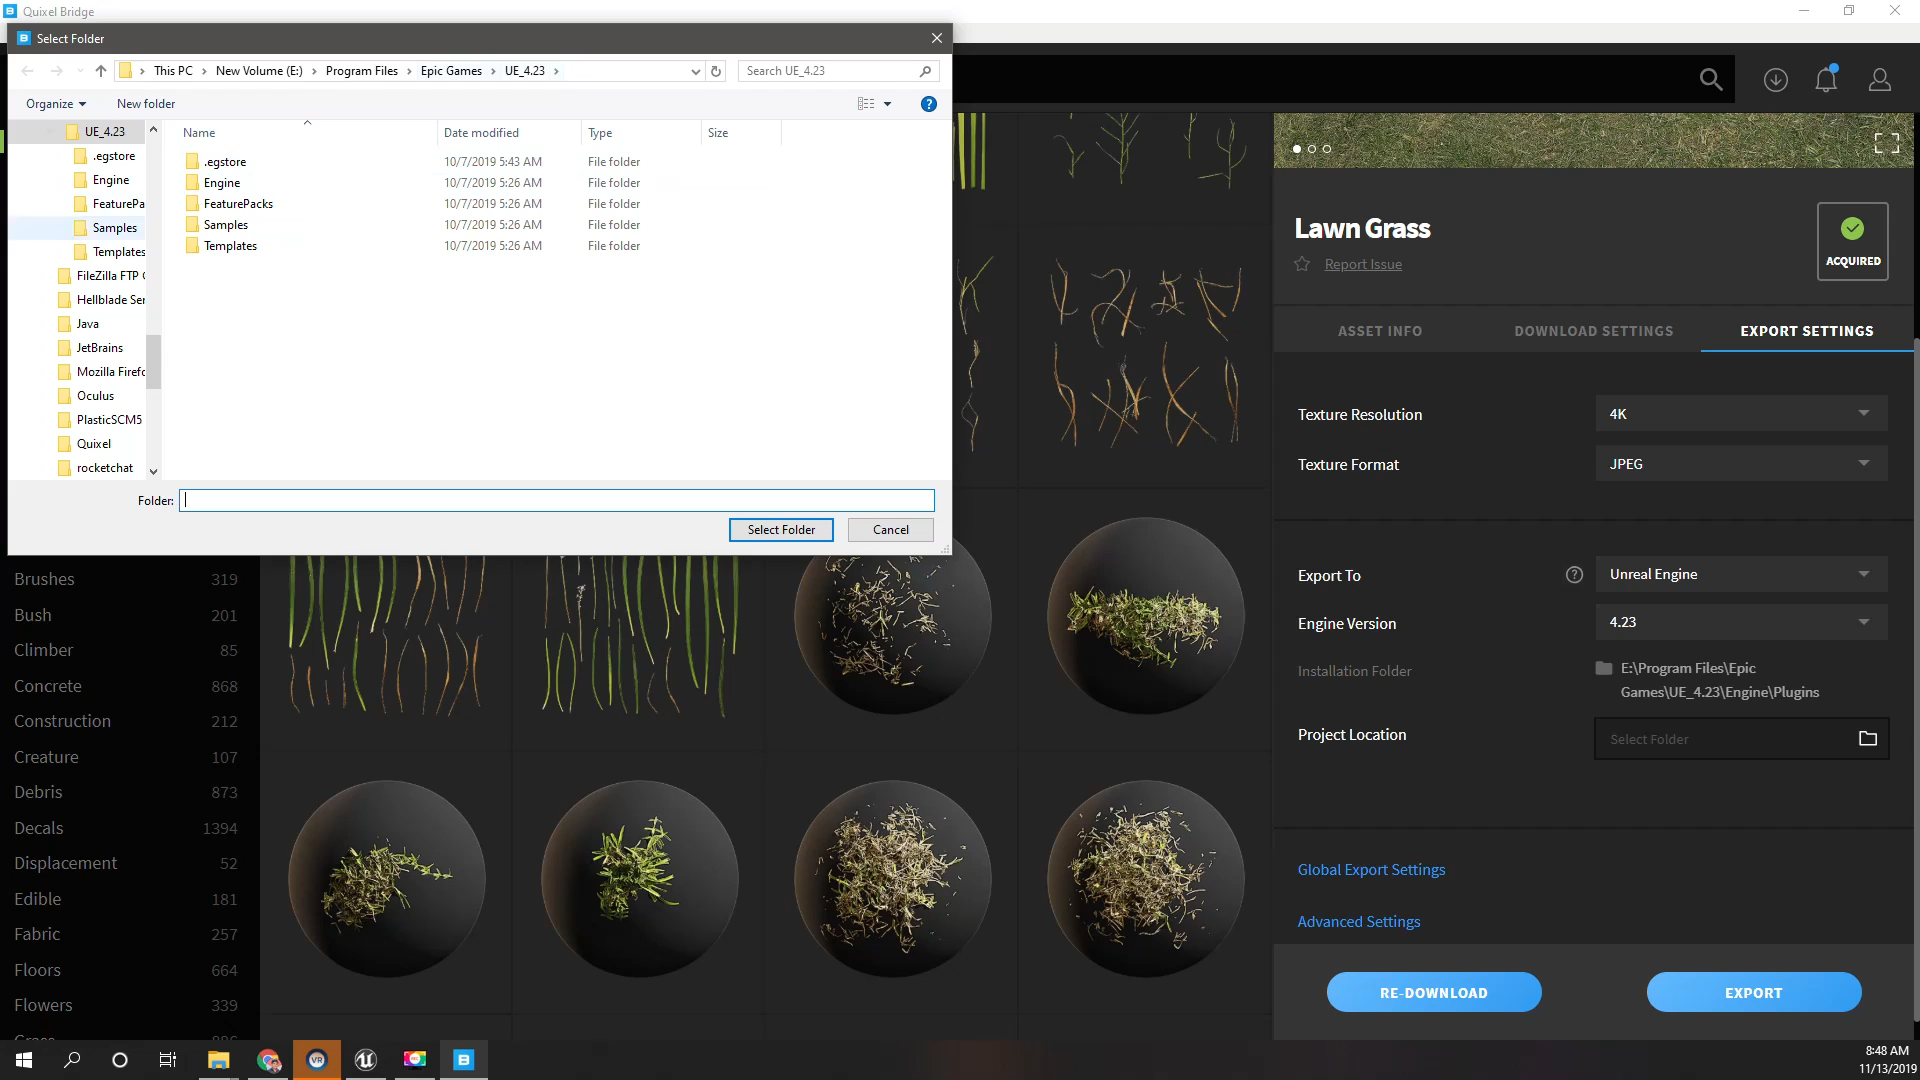 Quixel Bridge
Select Folder
This PC > New Volume (E:) > Program Files > Epic Games > UE_4.23 >
Search UE_4.23
Organize
New folder
UE_4.23
.egstore
Engine
FeaturePa
Samples
Templates
FileZilla FTP C
Hellblade Ser
Java
JetBrains
Mozilla Firefo
Oculus
PlasticSCM5
Quixel
rocketchat
Name Date modified Type Size
.egstore 10/7/2019 5:43 AM File folder
Engine 10/7/2019 5:26 AM File folder
FeaturePacks 10/7/2019 5:26 AM File folder
Samples 10/7/2019 5:26 AM File folder
Templates 10/7/2019 5:26 AM File folder
Folder:
Select Folder Cancel
Brushes 319
Bush 201
Climber 85
Concrete 868
Construction 212
Creature 107
Debris 873
Decals 1394
Displacement 52
Edible 181
Fabric 257
Floors 664
Flowers 339
Lawn Grass
Report Issue
ACQUIRED
ASSET INFO DOWNLOAD SETTINGS EXPORT SETTINGS
Texture Resolution 4K
Texture Format JPEG
Export To ? Unreal Engine
Engine Version 4.23
Installation Folder E:\Program Files\Epic
Games\UE_4.23\Engine\Plugins
Project Location Select Folder
Global Export Settings
Advanced Settings
RE-DOWNLOAD EXPORT
VR
8:48 AM
11/13/2019